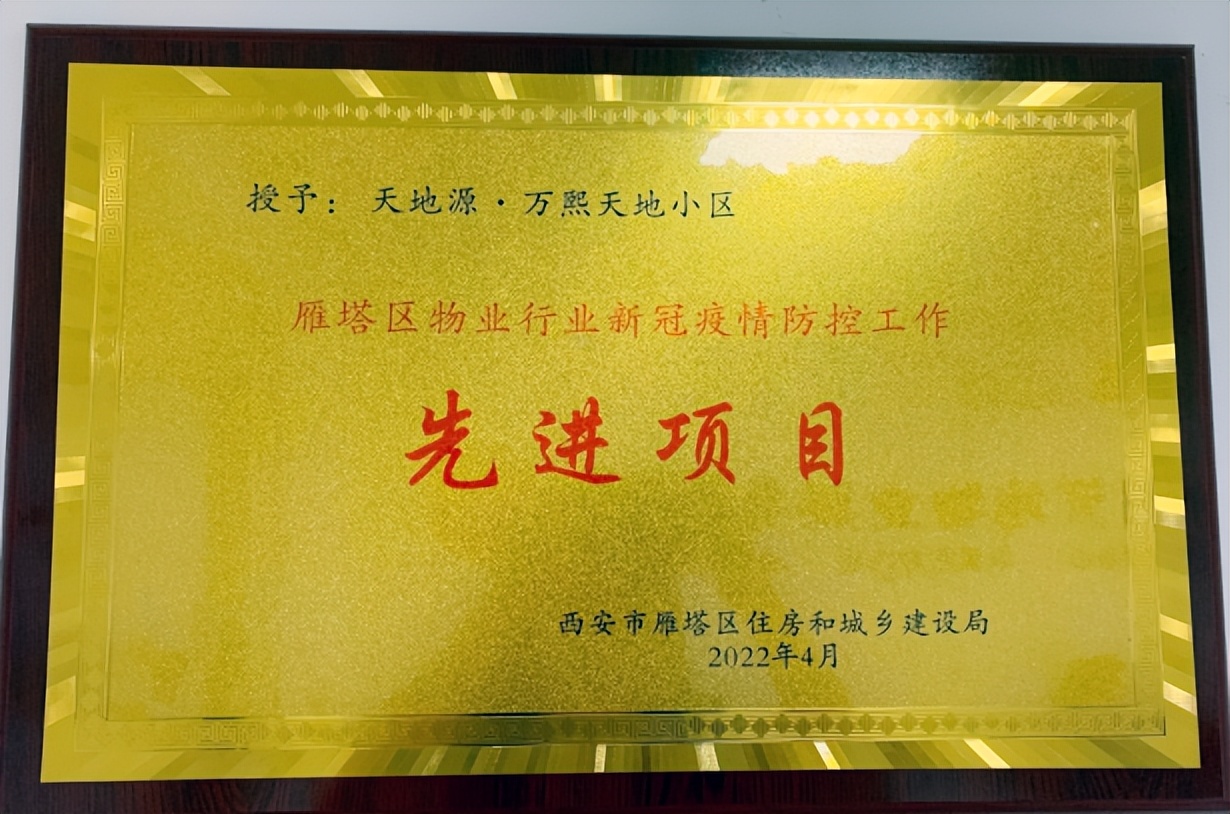 授予：天地源·万熙天地小区
雁塔区物业行业新冠疫情防控工作
先进项目
西安市雁塔区住房和城乡建设局
2022年4月